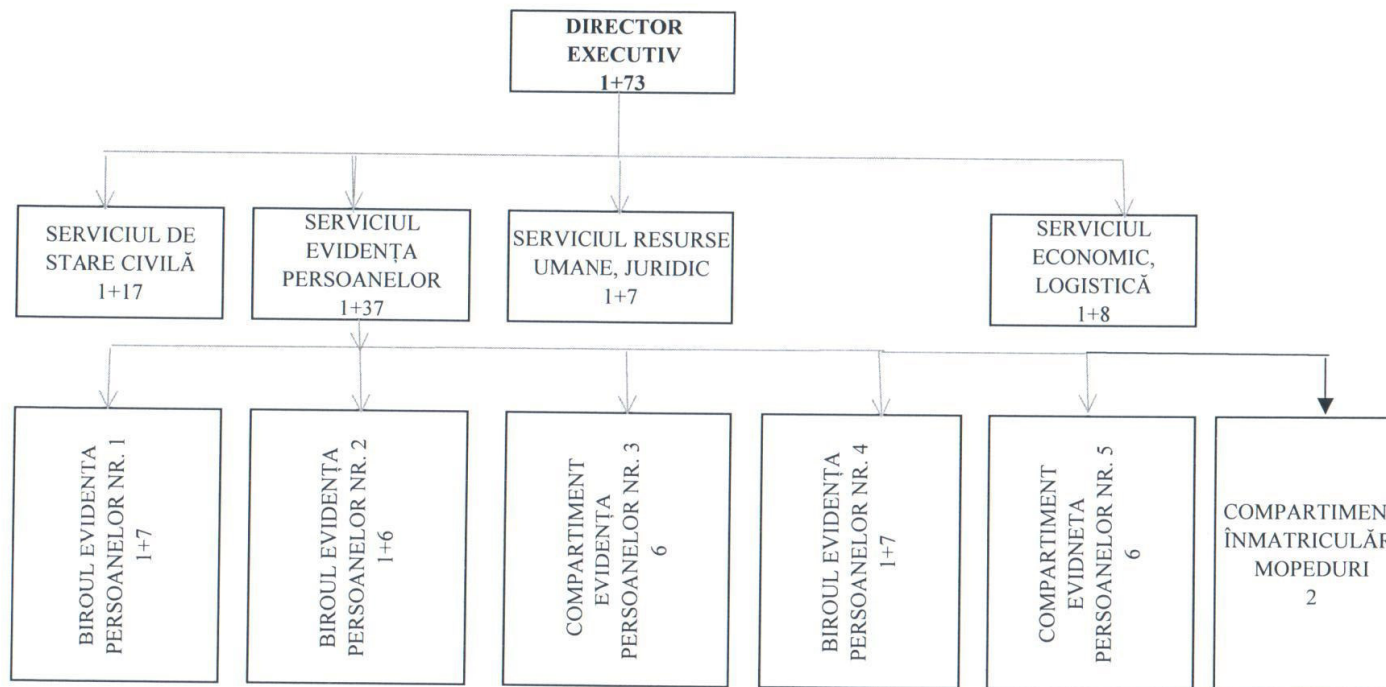 DIRECTOR
EXECUTIV
1+73
SERVICIUL DE
STARE CIVILĂ
1+17
SERVICIUL
EVIDENȚA
PERSOANELOR
1+37
SERVICIUL RESURSE
UMANE, JURIDIC
1+7
SERVICIUL
ECONOMIC,
LOGISTICĂ
1+8
BIROUL EVIDENTA
PERSOANELOR NR. 1
1+7
BIROUL EVIDENȚA
PERSOANELOR NR. 2
1+6
COMPARTIMENT
EVIDENȚA
PERSOANELOR NR. 3
6
BIROUL EVIDENȚA
PERSOANELOR NR. 4
1+7
COMPARTIMENT
EVIDNETA
PERSOANELOR NR. 5
6
COMPARTIMEN
ÎNMATRICULĂR
MOPEDURI
2